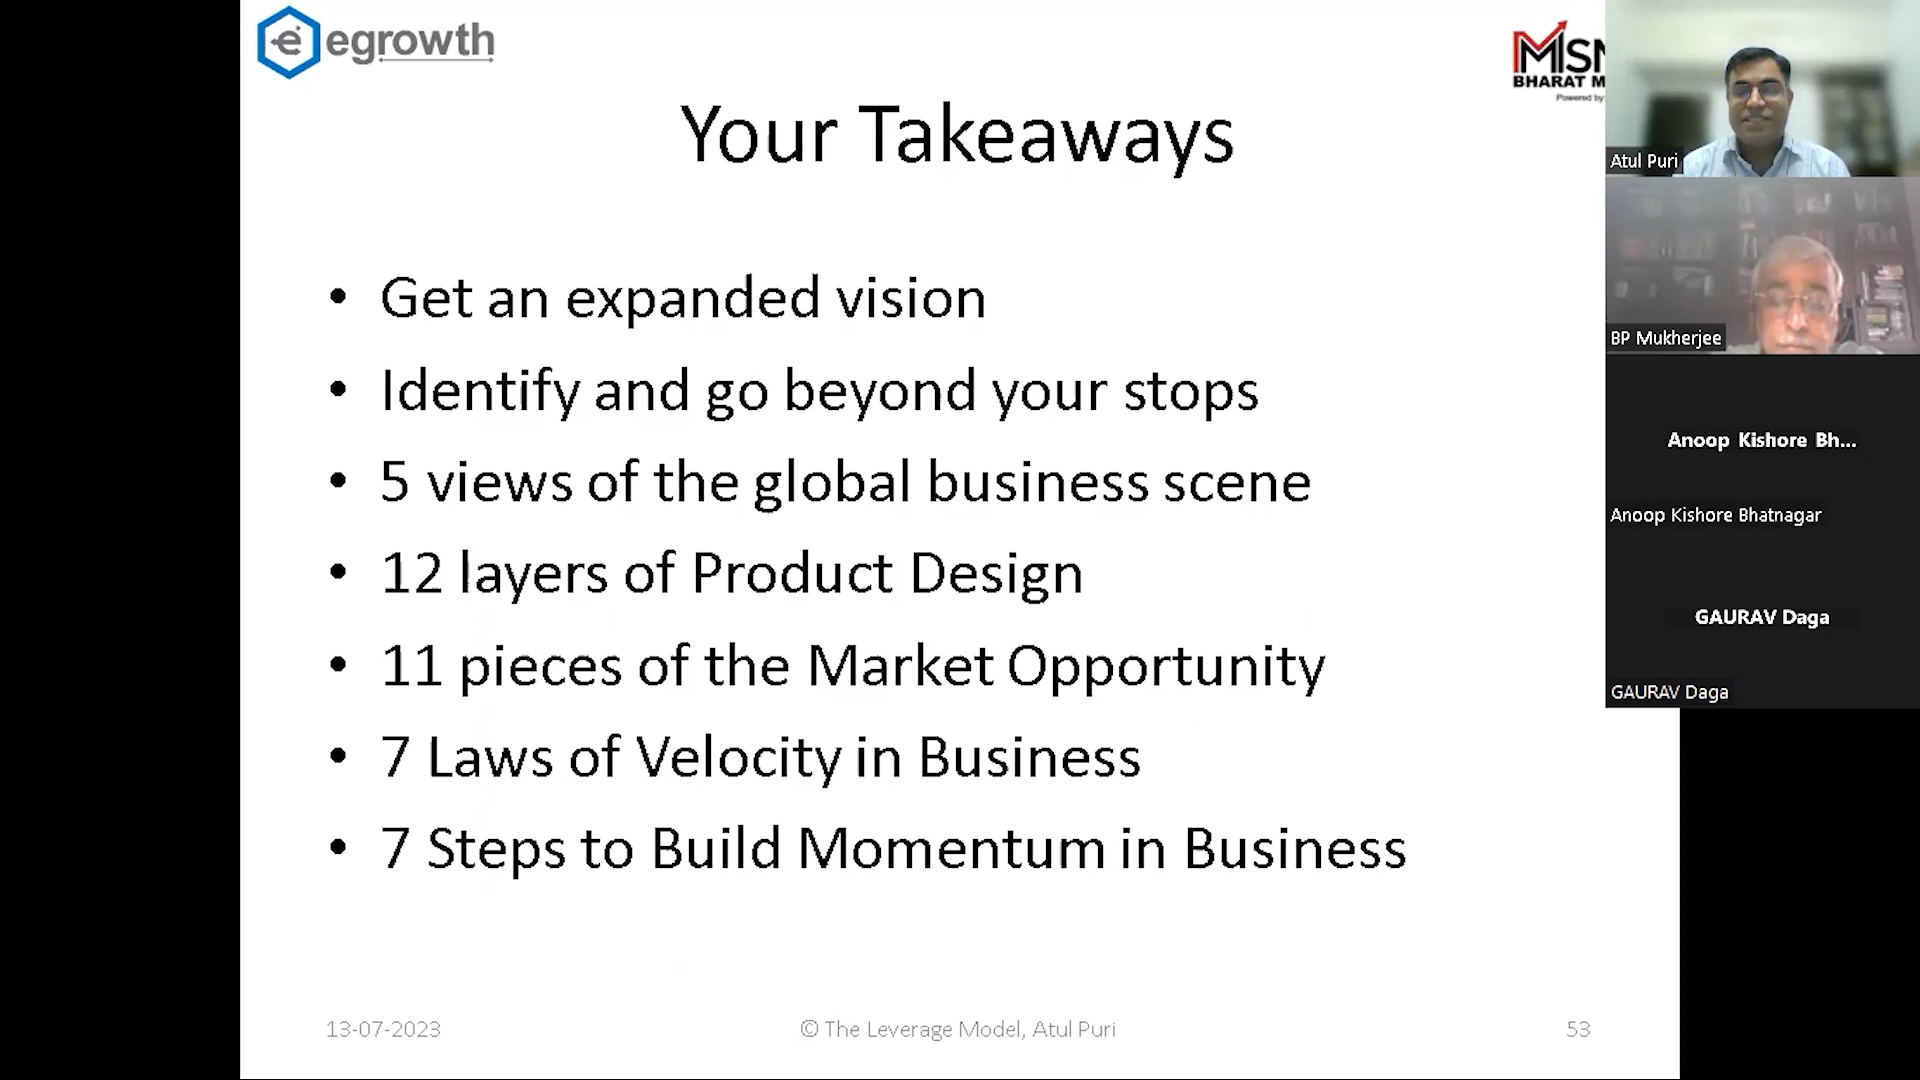 egrowth
BHARAT M
Powered by
Your Takeaways
• Get an expanded vision
• Identify and go beyond your stops
• 5 views of the global business scene
• 12 layers of Product Design
• 11 pieces of the Market Opportunity
• 7 Laws of Velocity in Business
• 7 Steps to Build Momentum in Business
13-07-2023
© The Leverage Model, Atul Puri
53
Atul Puri
BP Mukherjee
Anoop Kishore Bh...
Anoop Kishore Bhatnagar
GAURAV Daga
GAURAV Daga